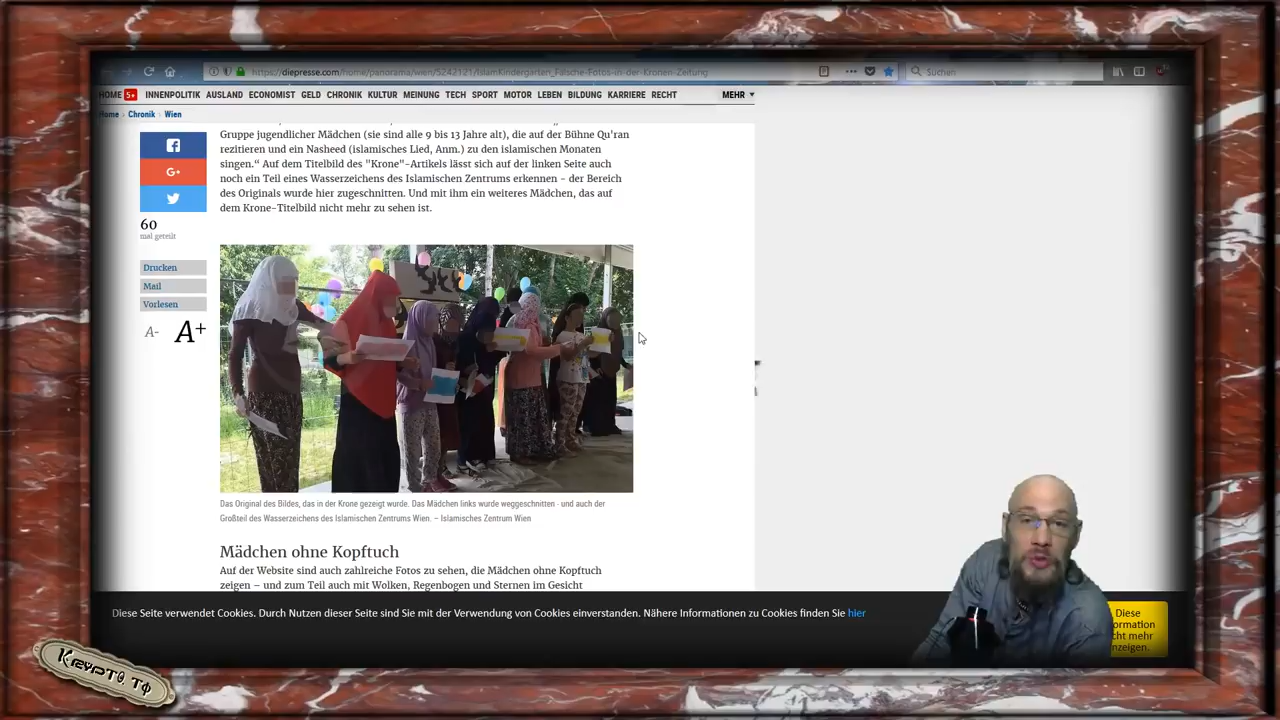 https://diepresse.com/home/panorama/wien/5242121/IslamKindergarten_Falsche-Fotos-in-der-Kronen-Zeitung
Suchen
HOME 5+ INNENPOLITIK AUSLAND ECONOMIST GELD CHRONIK KULTUR MEINUNG TECH SPORT MOTOR LEBEN BILDUNG KARRIERE RECHT MEHR
Home Chronik Wien
Gruppe jugendlicher Mädchen (sie sind alle 9 bis 13 Jahre alt), die auf der Bühne Qu'ran
rezitieren und ein Nasheed (islamisches Lied, Anm.) zu den islamischen Monaten
singen.“ Auf dem Titelbild des "Krone"-Artikels lässt sich auf der linken Seite auch
noch ein Teil eines Wasserzeichens des Islamischen Zentrums erkennen - der Bereich
des Originals wurde hier zugeschnitten. Und mit ihm ein weiteres Mädchen, das auf
dem Krone-Titelbild nicht mehr zu sehen ist.
G+
60
mal geteilt
Drucken
Mail
Vorlesen
A- A+
Das Original des Bildes, das in der Krone gezeigt wurde. Das Mädchen links wurde weggeschnitten - und auch der
Großteil des Wasserzeichens des Islamischen Zentrums Wien. – Islamisches Zentrum Wien
Mädchen ohne Kopftuch
Auf der Website sind auch zahlreiche Fotos zu sehen, die Mädchen ohne Kopftuch
zeigen – und zum Teil auch mit Wolken, Regenbogen und Sternen im Gesicht
Diese Seite verwendet Cookies. Durch Nutzen dieser Seite sind Sie mit der Verwendung von Cookies einverstanden. Nähere Informationen zu Cookies finden Sie hier
Diese
ormation
cht mehr
nzeigen.
Krypt0.Tφ